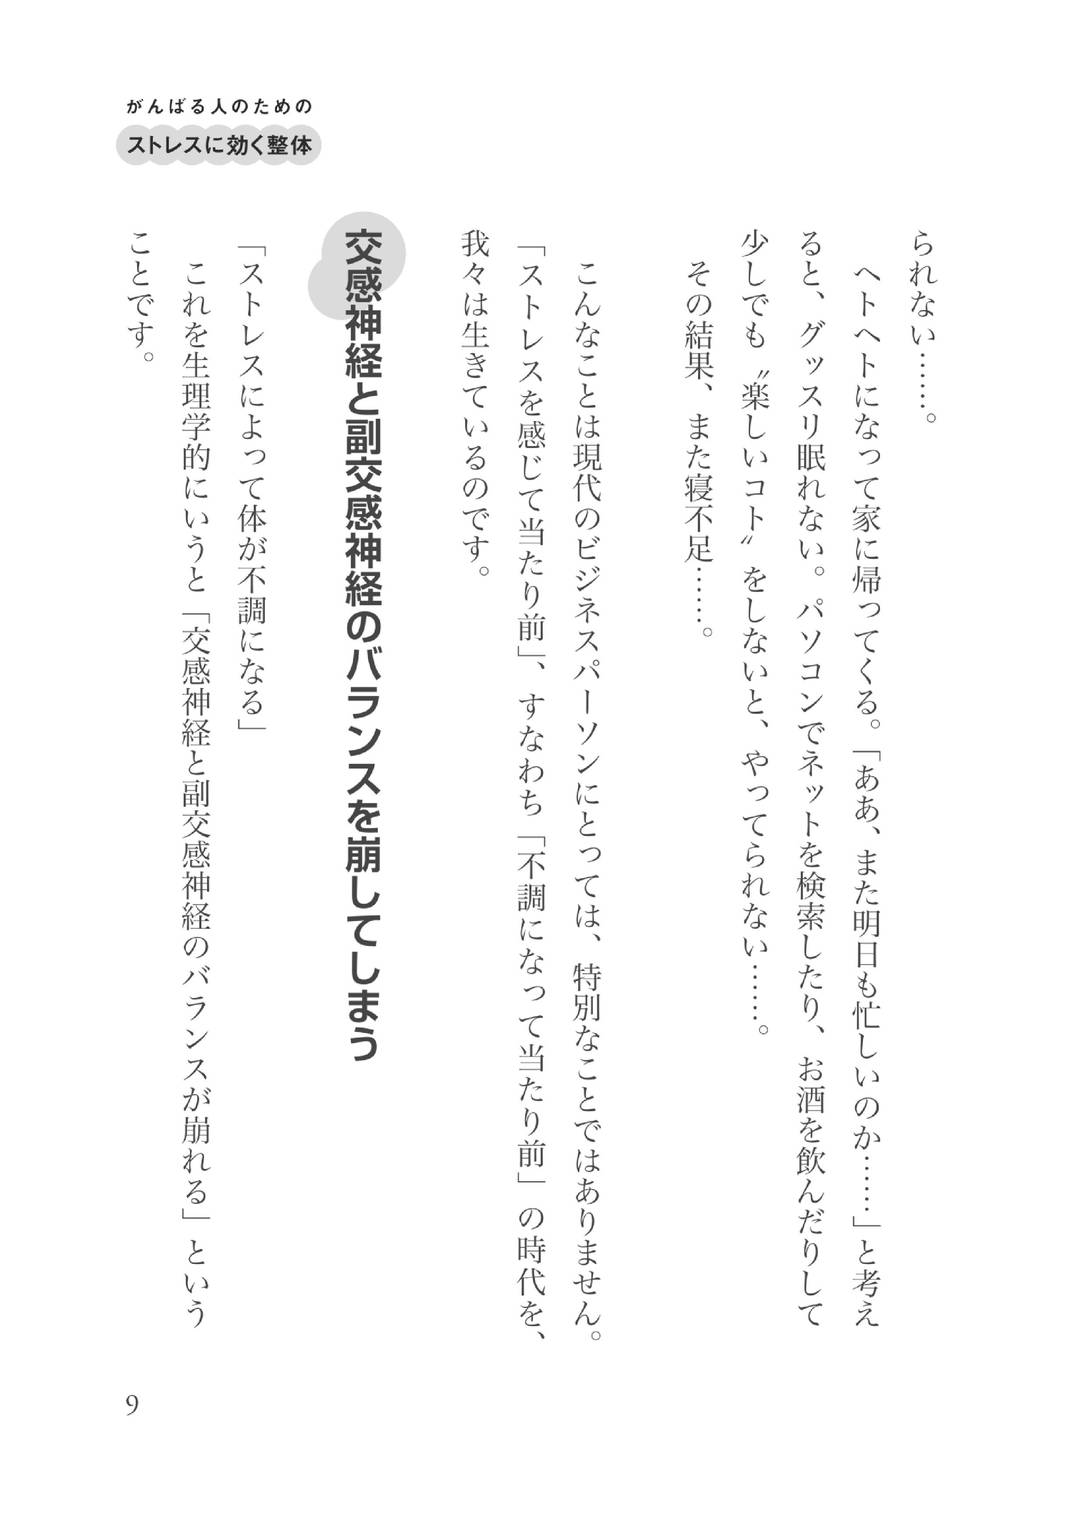 がんばる人のための
ストレスに効く整体
られない……。
　ヘトヘトになって家に帰ってくる。「ああ、また明日も忙しいのか……」と考え
ると、グッスリ眠れない。パソコンでネットを検索したり、お酒を飲んだりして
少しでも〝楽しいコト〟をしないと、やってられない……。
　その結果、また寝不足……。
　こんなことは現代のビジネスパーソンにとっては、特別なことではありません。
「ストレスを感じて当たり前」、すなわち「不調になって当たり前」の時代を、
我々は生きているのです。
交感神経と副交感神経のバランスを崩してしまう
「ストレスによって体が不調になる」
　これを生理学的にいうと「交感神経と副交感神経のバランスが崩れる」という
ことです。
9